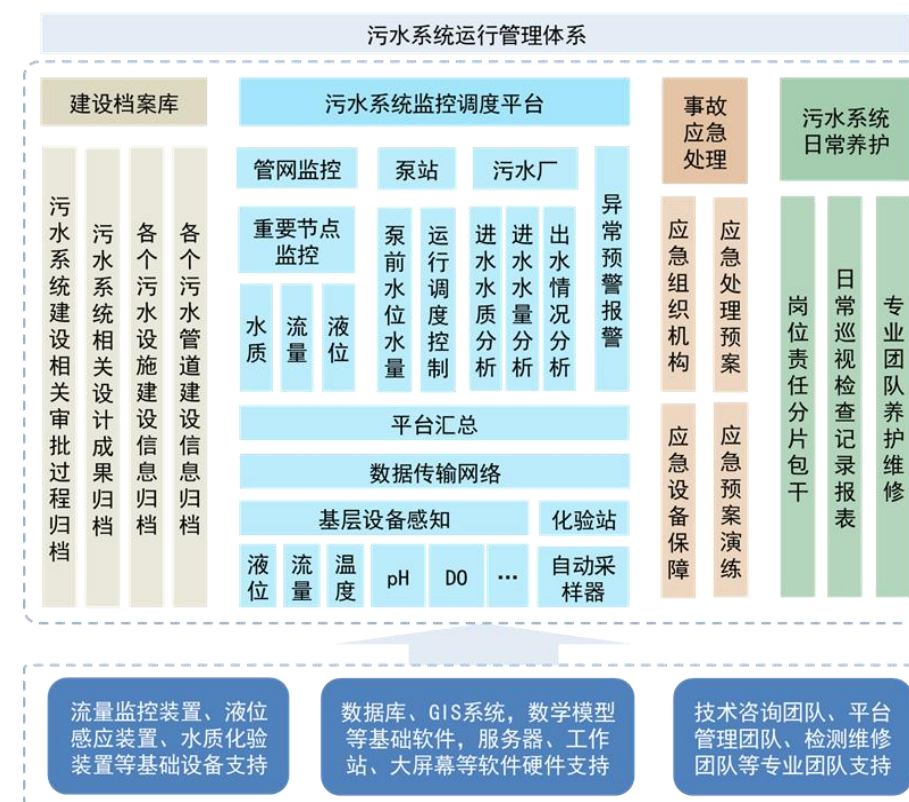 污水系统运行管理体系
建设档案库
污水系统建设相关审批过程归档
污水系统相关设计成果归档
各个污水设施建设信息归档
各个污水管道建设信息归档
污水系统监控调度平台
管网监控
重要节点
监控
水质
流量
液位
泵站
泵前水位水量
运行调度控制
污水厂
进水水质分析
进水水量分析
出水情况分析
异常预警报警
平台汇总
数据传输网络
基层设备感知
化验站
液位
流量
温度
pH
DO
…
自动采
样器
事故
应急
处理
应急组织机构
应急处理预案
应急设备保障
应急预案演练
污水系统
日常养护
岗位责任分片包干
日常巡视检查记录报表
专业团队养护维修
流量监控装置、液位
感应装置、水质化验
装置等基础设备支持
数据库、GIS系统，数学模型
等基础软件，服务器、工作
站、大屏幕等软件硬件支持
技术咨询团队、平台
管理团队、检测维修
团队等专业团队支持